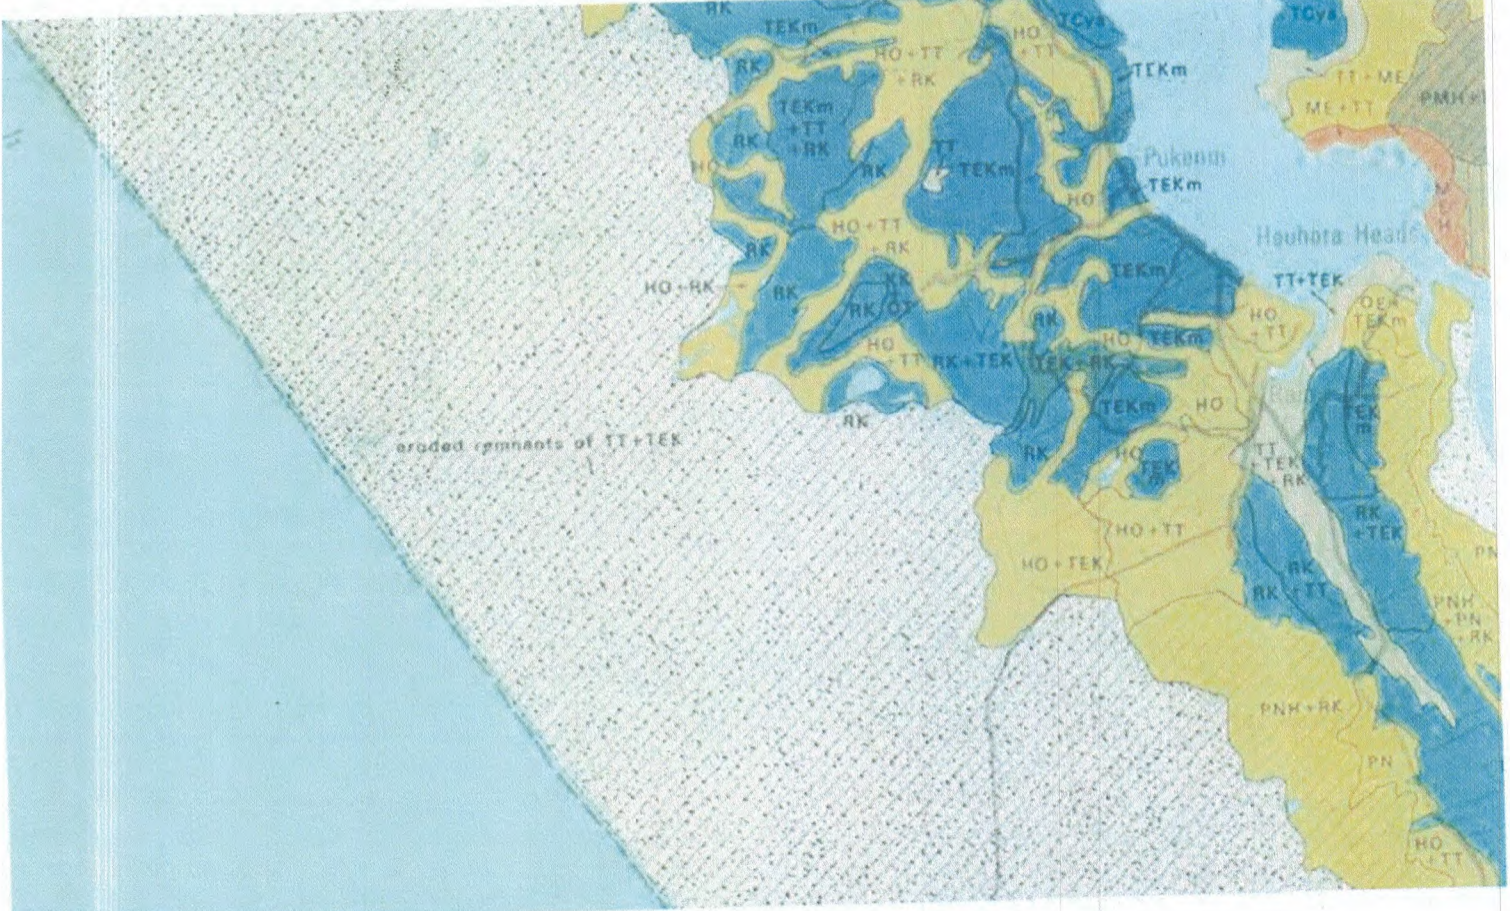 RK
TEKm
TCys
TCys
HO
+ TT
HO+TT
+RK
RK
TEKm
TT+ME
ME+TT
TEKm
+TT
+RK
RK
RK
TT
TEKm
Pukenui
TEKm
HO
HO
HO+TT
+RK
Houhora Heads
RK
TEKm
TT+TEK
HO+RK
RK
RK
RK
HO
+TT
HO
+TT
RK+TEK
TEK+RK
HO
TEKm
TEKm
HO
TEK
m
RK
eroded remnants of TT+TEK
RK
HO
TEK
TT
+TEK
+RK
RK
+TEK
HO+TT
HO+TEK
RK
RK
+TT
PN
PNH
+PN
+RK
PNH+RK
PN
HO
+TT